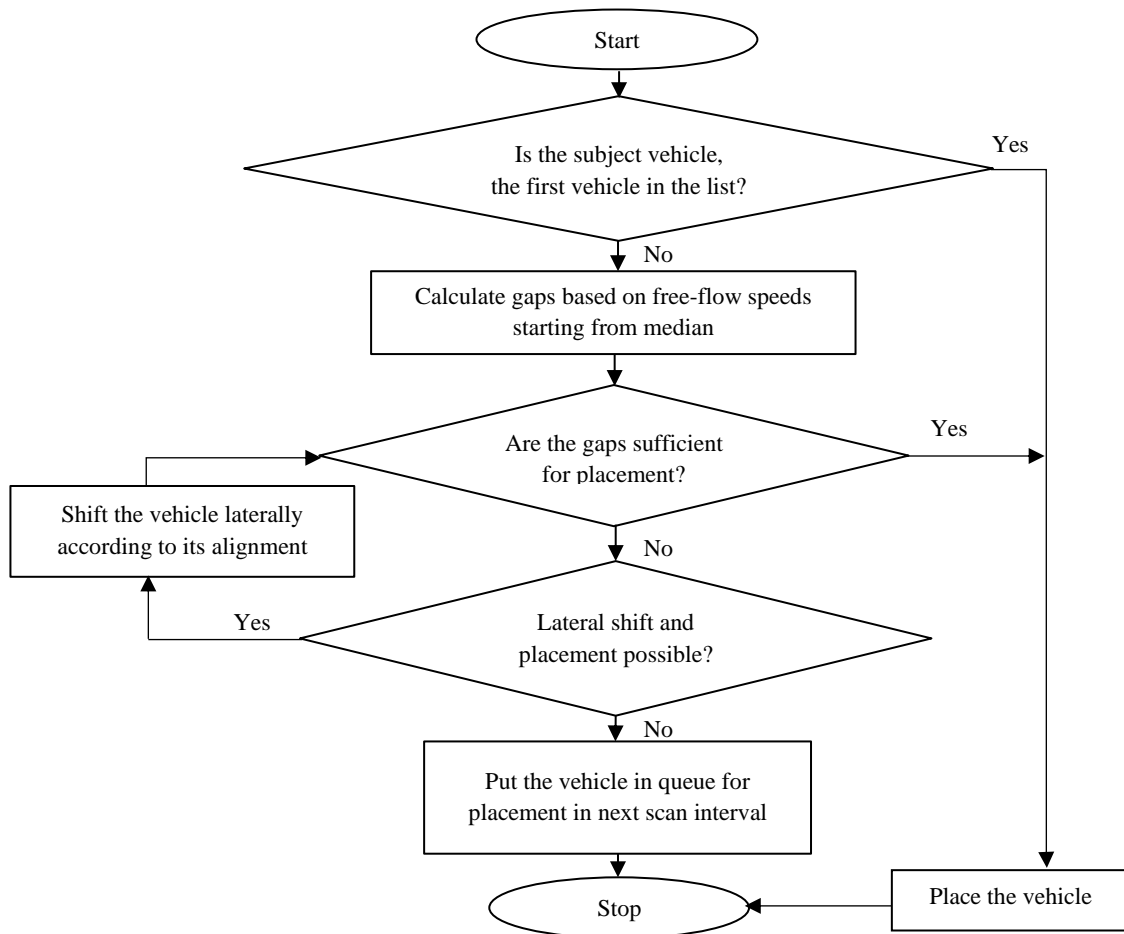 Start
Is the subject vehicle,
the first vehicle in the list?
Yes
No
Calculate gaps based on free-flow speeds
starting from median
Are the gaps sufficient
for placement?
Yes
Shift the vehicle laterally
according to its alignment
No
Yes
Lateral shift and
placement possible?
No
Put the vehicle in queue for
placement in next scan interval
Place the vehicle
Stop